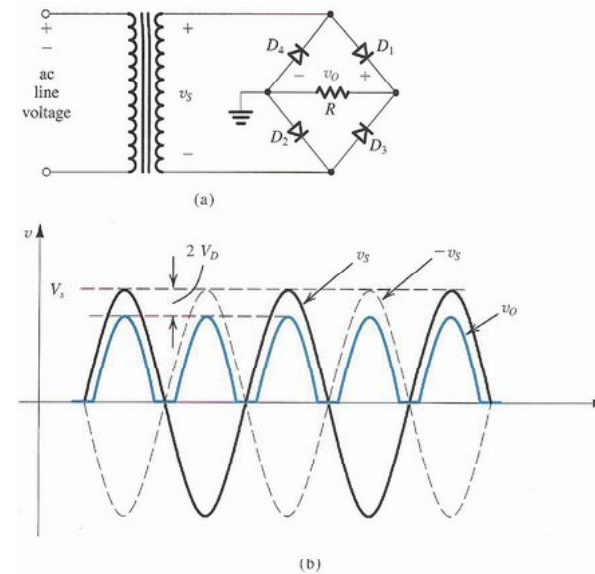 +
−
ac
line
voltage
+
v_S
−
D_4
D_1
− v_O +
R
D_2
D_3
(a)
v
2 V_D
V_s
v_S
−v_S
v_O
(b)